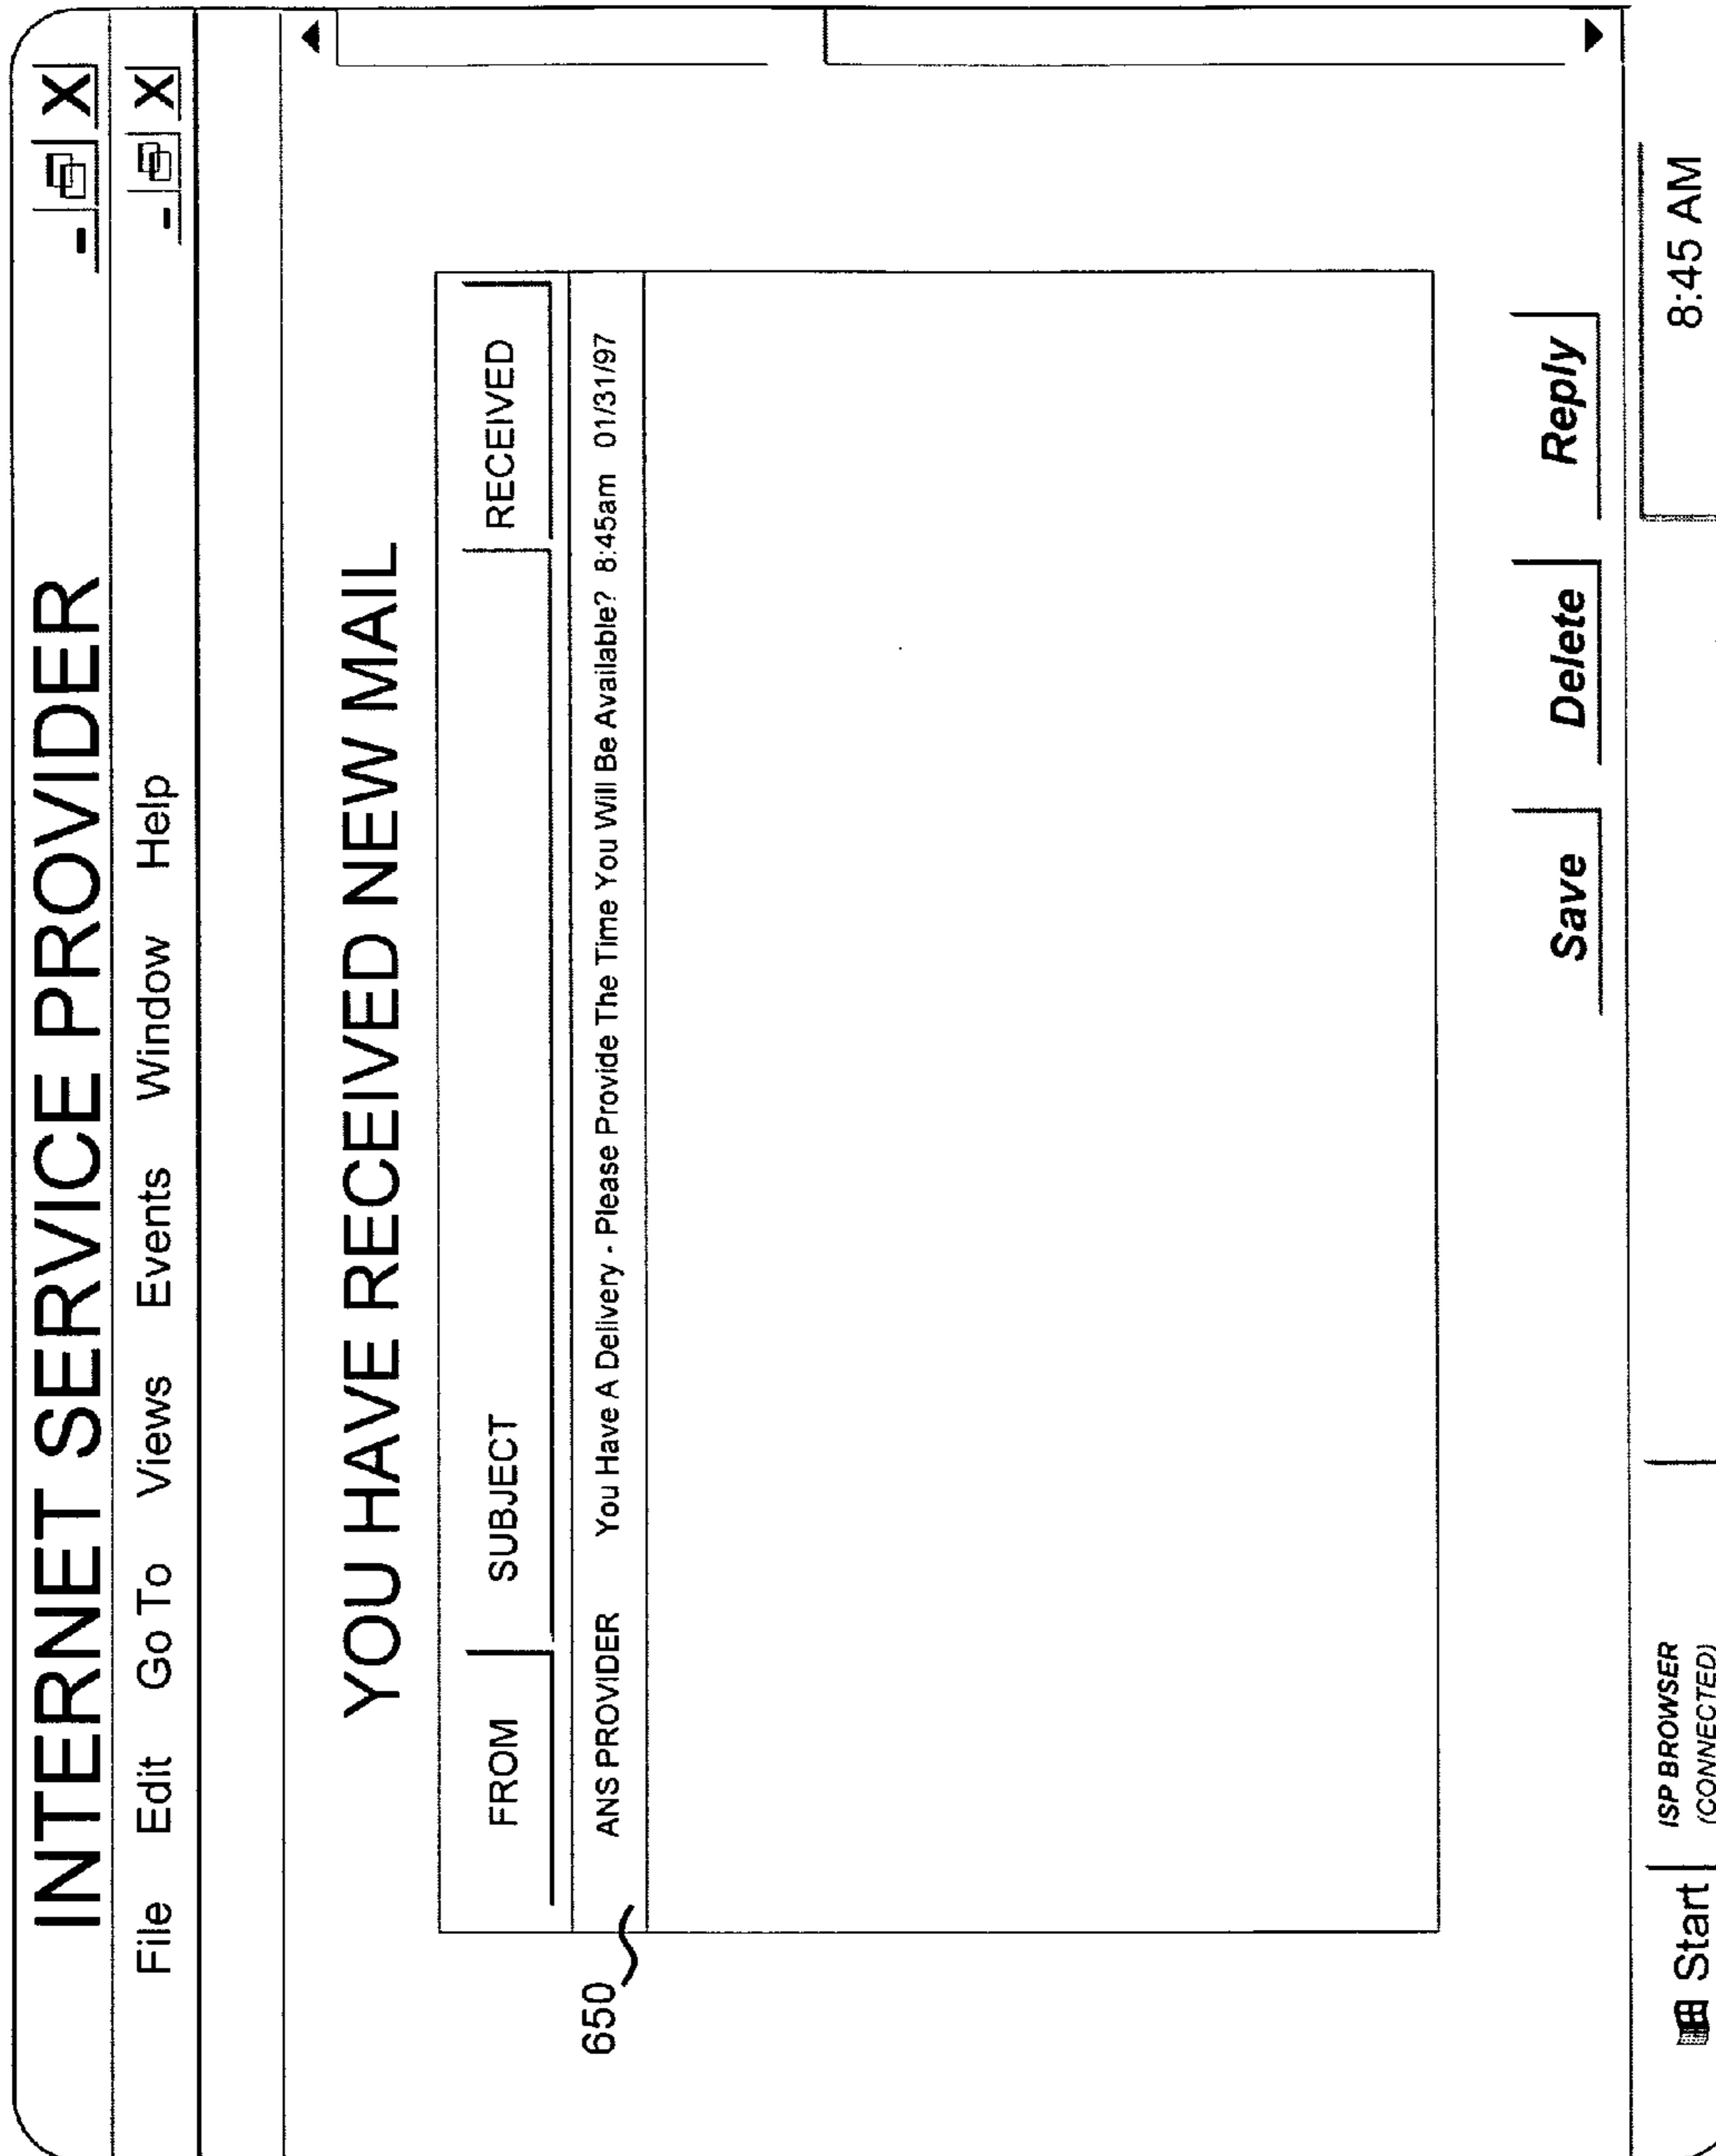 INTERNET SERVICE PROVIDER
File Edit Go To Views Events Window Help
YOU HAVE RECEIVED NEW MAIL
FROM SUBJECT RECEIVED
650 ANS PROVIDER You Have A Delivery - Please Provide The Time You Will Be Available? 8:45am 01/31/97
Save Delete Reply
Start ISP BROWSER 8:45 AM
(CONNECTED)